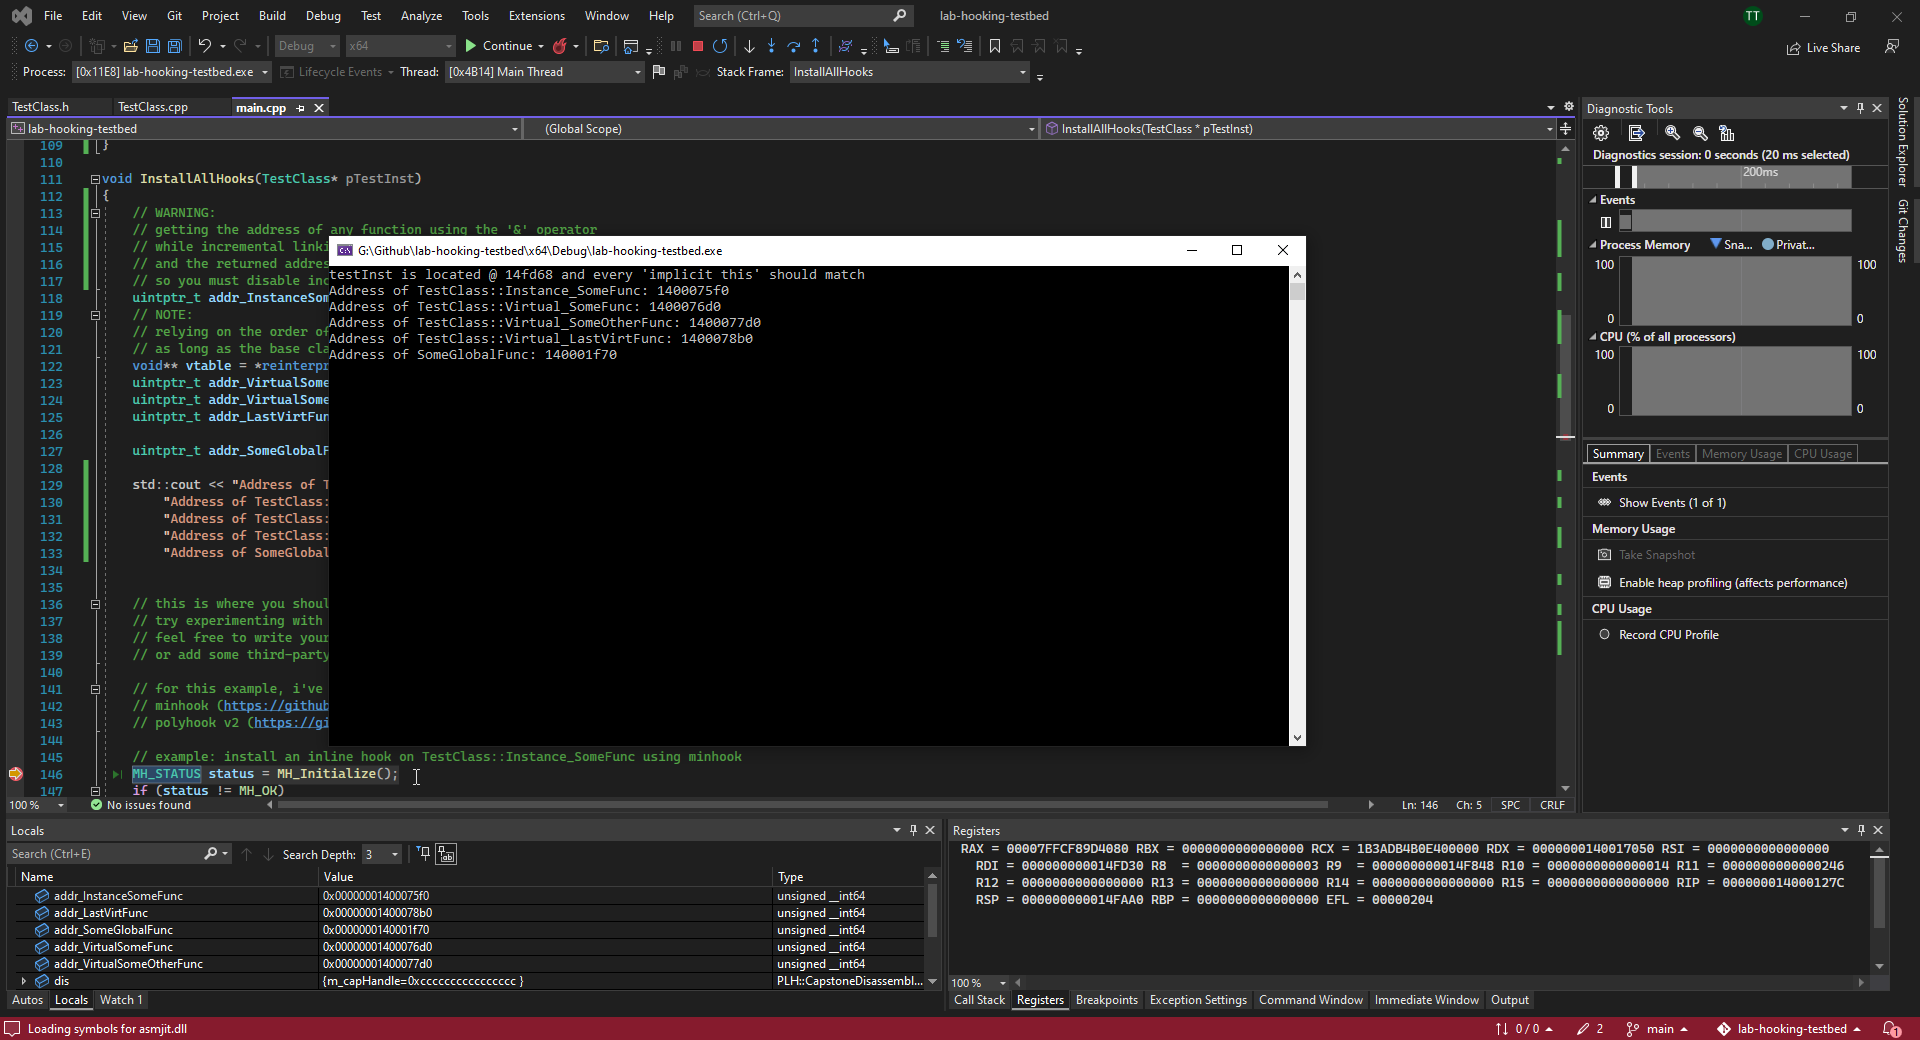 File Edit View Git Project Build Debug Test Analyze Tools Extensions Window Help Search (Ctrl+Q) lab-hooking-testbed TT
Debug x64 Continue Live Share
Process: [0x11E8] lab-hooking-testbed.exe Lifecycle Events Thread: [0x4B14] Main Thread Stack Frame: InstallAllHooks
TestClass.h TestClass.cpp main.cpp
lab-hooking-testbed (Global Scope) InstallAllHooks(TestClass * pTestInst)
109 }
110
111 void InstallAllHooks(TestClass* pTestInst)
112 {
113 // WARNING:
114 // getting the address of any function using the '&' operator
115 // while incremental linki
116 // and the returned addres
117 // so you must disable inc
118 uintptr_t addr_InstanceSom
119 // NOTE:
120 // relying on the order of
121 // as long as the base cla
122 void** vtable = *reinterpr
123 uintptr_t addr_VirtualSome
124 uintptr_t addr_VirtualSome
125 uintptr_t addr_LastVirtFun
126
127 uintptr_t addr_SomeGlobalF
128
129 std::cout << "Address of T
130 "Address of TestClass:
131 "Address of TestClass:
132 "Address of TestClass:
133 "Address of SomeGlobal
134
135
136 // this is where you shoul
137 // try experimenting with
138 // feel free to write your
139 // or add some third-party
140
141 // for this example, i've
142 // minhook (https://github
143 // polyhook v2 (https://gi
144
145 // example: install an inline hook on TestClass::Instance_SomeFunc using minhook
146 MH_STATUS status = MH_Initialize();
147 if (status != MH_OK)
100 % No issues found Ln: 146 Ch: 5 SPC CRLF
G:\Github\lab-hooking-testbed\x64\Debug\lab-hooking-testbed.exe
testInst is located @ 14fd68 and every 'implicit this' should match
Address of TestClass::Instance_SomeFunc: 1400075f0
Address of TestClass::Virtual_SomeFunc: 1400076d0
Address of TestClass::Virtual_SomeOtherFunc: 1400077d0
Address of TestClass::Virtual_LastVirtFunc: 1400078b0
Address of SomeGlobalFunc: 140001f70
Diagnostic Tools
Diagnostics session: 0 seconds (20 ms selected)
200ms
Events
Process Memory Sna... Privat...
100 100
0 0
CPU (% of all processors)
100 100
0 0
Summary Events Memory Usage CPU Usage
Events
Show Events (1 of 1)
Memory Usage
Take Snapshot
Enable heap profiling (affects performance)
CPU Usage
Record CPU Profile
Solution Explorer
Git Changes
Locals
Search (Ctrl+E) Search Depth: 3
Name Value Type
addr_InstanceSomeFunc 0x00000001400075f0 unsigned __int64
addr_LastVirtFunc 0x00000001400078b0 unsigned __int64
addr_SomeGlobalFunc 0x0000000140001f70 unsigned __int64
addr_VirtualSomeFunc 0x00000001400076d0 unsigned __int64
addr_VirtualSomeOtherFunc 0x00000001400077d0 unsigned __int64
dis {m_capHandle=0xcccccccccccccccc } PLH::CapstoneDisassembl...
Autos Locals Watch 1
Registers
RAX = 00007FFCF89D4080 RBX = 0000000000000000 RCX = 1B3ADB4B0E400000 RDX = 0000000140017050 RSI = 0000000000000000
RDI = 000000000014FD30 R8 = 0000000000000003 R9 = 000000000014F848 R10 = 0000000000000014 R11 = 0000000000000246
R12 = 0000000000000000 R13 = 0000000000000000 R14 = 0000000000000000 R15 = 0000000000000000 RIP = 000000014000127C
RSP = 000000000014FAA0 RBP = 0000000000000000 EFL = 00000204
100 %
Call Stack Registers Breakpoints Exception Settings Command Window Immediate Window Output
Loading symbols for asmjit.dll 0 / 0 2 main lab-hooking-testbed 1